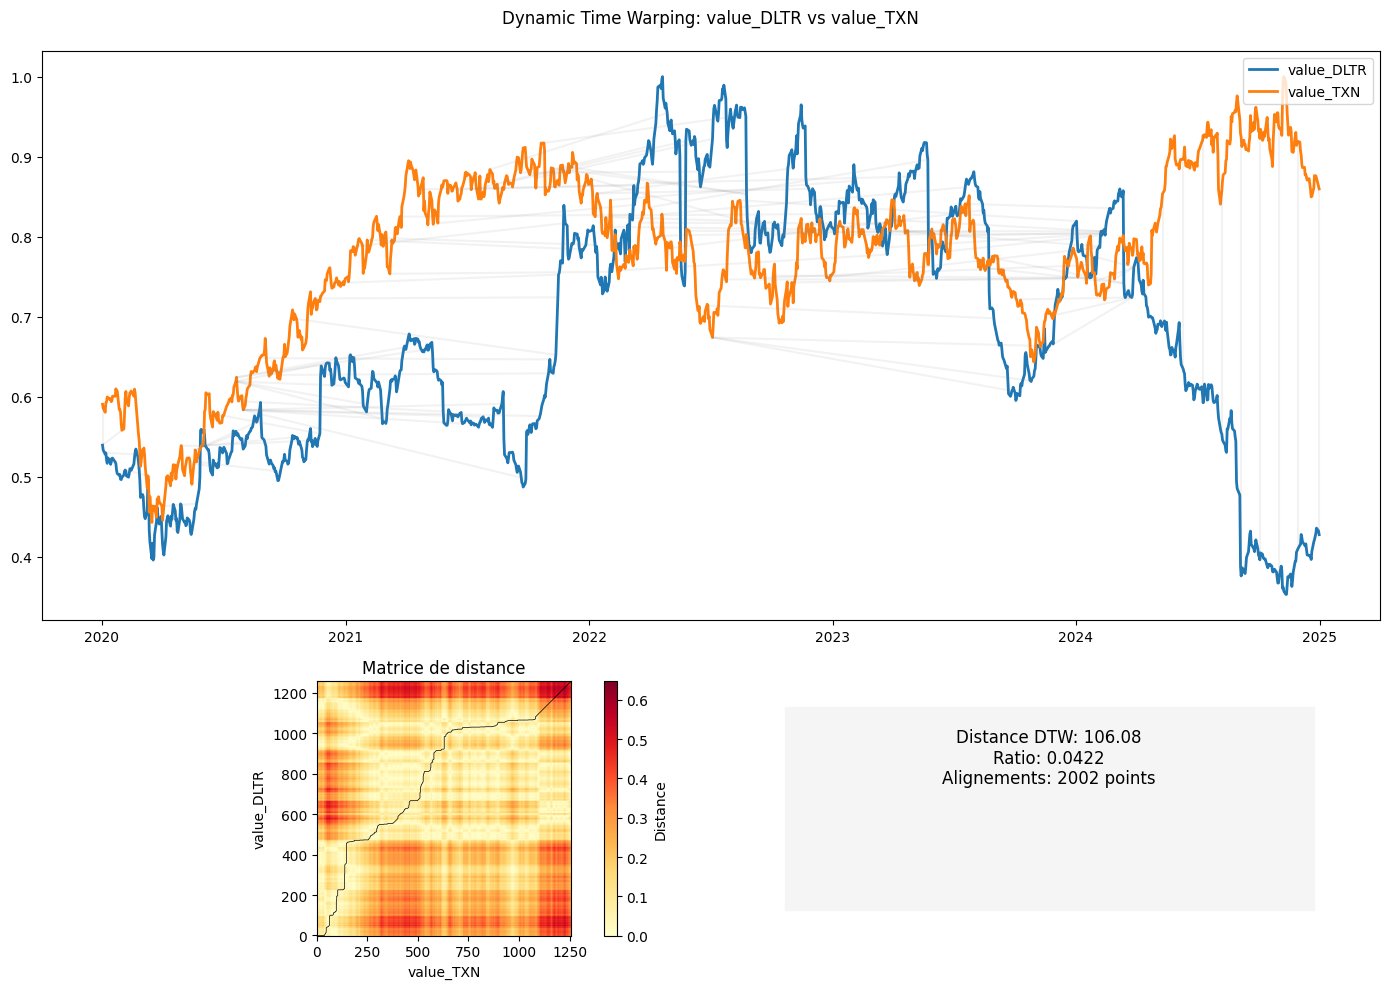 Dynamic Time Warping: value_DLTR vs value_TXN
value_DLTR
value_TXN
1.0
0.9
0.8
0.7
0.6
0.5
0.4
2020 2021 2022 2023 2024 2025
Matrice de distance
value_DLTR
1200
1000
800
600
400
200
0
0 250 500 750 1000 1250
value_TXN
0.6
0.5
0.4
0.3
0.2
0.1
0.0
Distance
Distance DTW: 106.08
Ratio: 0.0422
Alignements: 2002 points